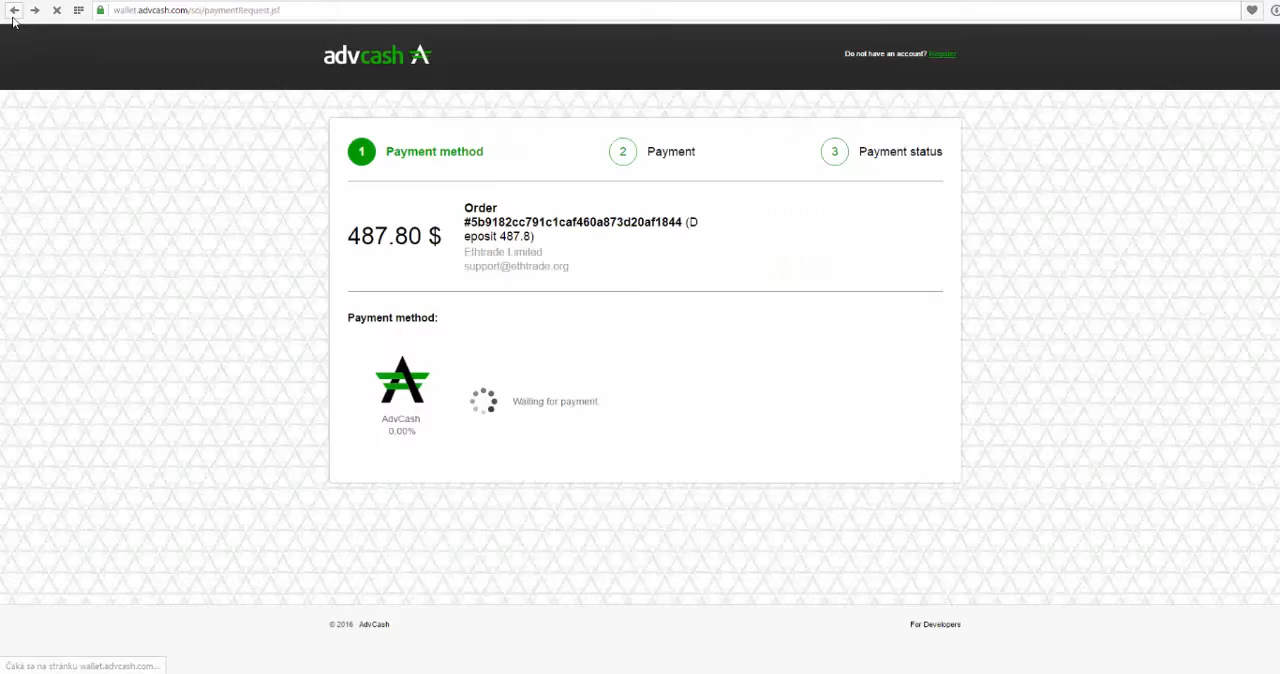 wallet.advcash.com/sci/paymentRequest.jsf
advcash A
Do not have an account? Register
1 Payment method
2 Payment
3 Payment status
487.80 $
Order
#5b9182cc791c1caf460a873d20af1844 (D
eposit 487.8)
Ethtrade Limited
support@ethtrade.org
Payment method:
Waiting for payment.
AdvCash
0.00%
© 2016 AdvCash
For Developers
Čaká sa na stránku wallet.advcash.com...